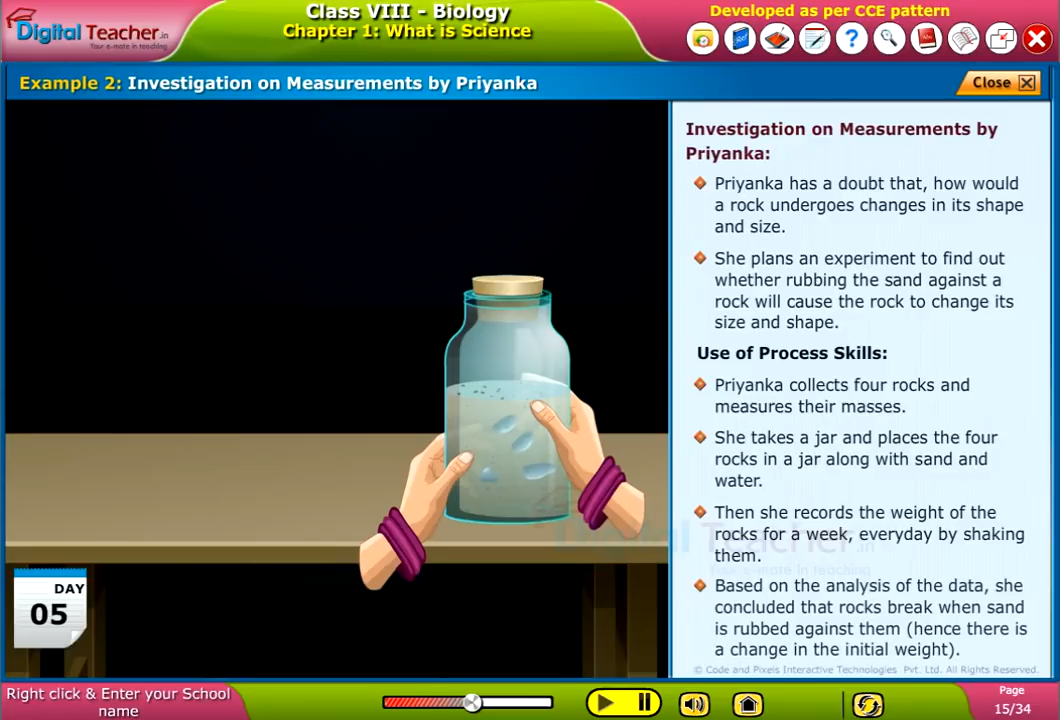 Digital Teacher.in
Your e-mate in teaching
Class VIII - Biology
Chapter 1: What is Science
Developed as per CCE pattern
Example 2: Investigation on Measurements by Priyanka
Close
Investigation on Measurements by
Priyanka:
Priyanka has a doubt that, how would
a rock undergoes changes in its shape
and size.
She plans an experiment to find out
whether rubbing the sand against a
rock will cause the rock to change its
size and shape.
Use of Process Skills:
Priyanka collects four rocks and
measures their masses.
She takes a jar and places the four
rocks in a jar along with sand and
water.
Then she records the weight of the
rocks for a week, everyday by shaking
them.
Based on the analysis of the data, she
concluded that rocks break when sand
is rubbed against them (hence there is
a change in the initial weight).
Digital Teacher.in
Your e-mate in teaching
DAY
05
© Code and Pixels Interactive Technologies Pvt. Ltd. All Rights Reserved.
Right click & Enter your School
name
Page
15/34